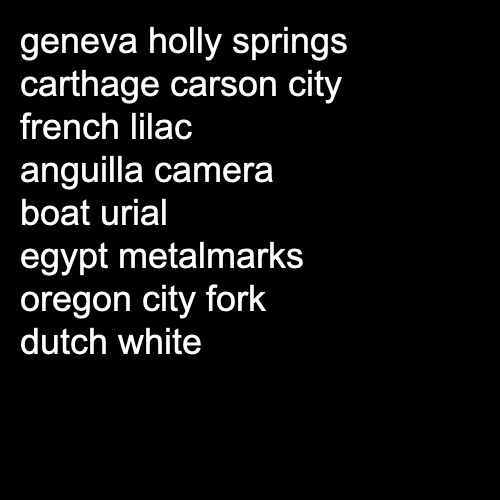 geneva holly springs
carthage carson city
french lilac
anguilla camera
boat urial
egypt metalmarks
oregon city fork
dutch white